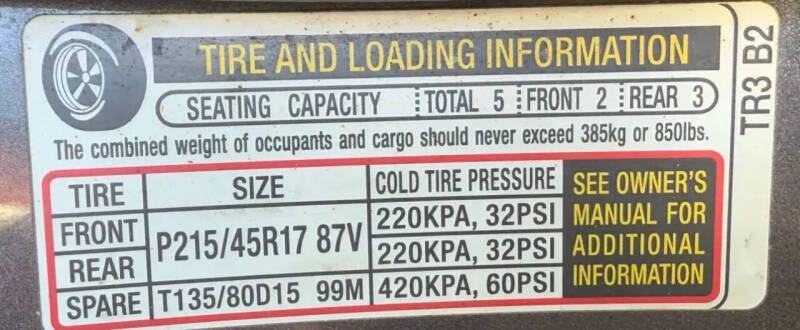 TIRE AND LOADING INFORMATION
SEATING CAPACITY TOTAL 5 FRONT 2 REAR 3
The combined weight of occupants and cargo should never exceed 385kg or 850lbs.
TIRE SIZE COLD TIRE PRESSURE
FRONT P215/45R17 87V 220KPA, 32PSI
REAR 220KPA, 32PSI
SPARE T135/80D15 99M 420KPA, 60PSI
SEE OWNER'S
MANUAL FOR
ADDITIONAL
INFORMATION
TR3 B2